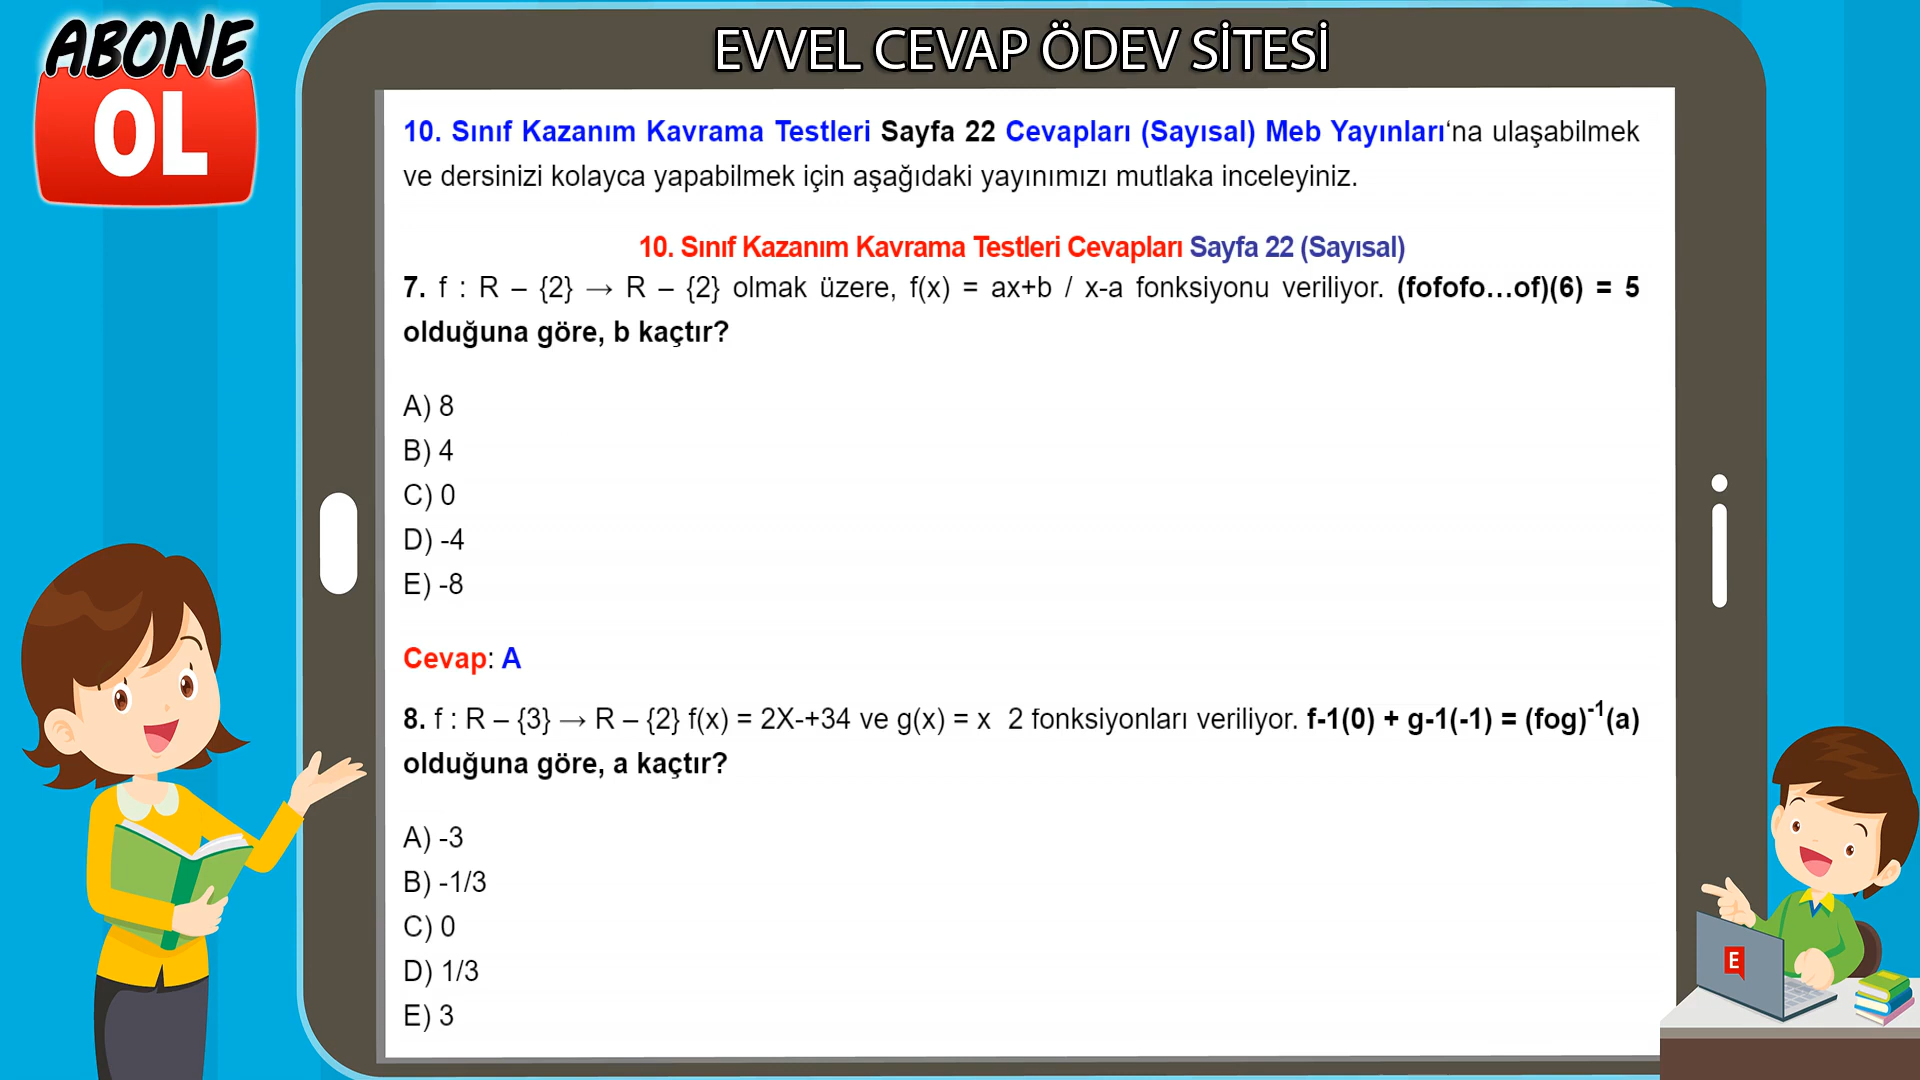 ABONE
OL
EVVEL CEVAP ÖDEV SİTESİ
10. Sınıf Kazanım Kavrama Testleri Sayfa 22 Cevapları (Sayısal) Meb Yayınları‘na ulaşabilmek
ve dersinizi kolayca yapabilmek için aşağıdaki yayınımızı mutlaka inceleyiniz.
10. Sınıf Kazanım Kavrama Testleri Cevapları Sayfa 22 (Sayısal)
7. f : R – {2} → R – {2} olmak üzere, f(x) = ax+b / x-a fonksiyonu veriliyor. (fofofo…of)(6) = 5
olduğuna göre, b kaçtır?
A) 8
B) 4
C) 0
D) -4
E) -8
Cevap: A
8. f : R – {3} → R – {2} f(x) = 2X-+34 ve g(x) = x  2 fonksiyonları veriliyor. f-1(0) + g-1(-1) = (fog)⁻¹(a)
olduğuna göre, a kaçtır?
A) -3
B) -1/3
C) 0
D) 1/3
E) 3
E